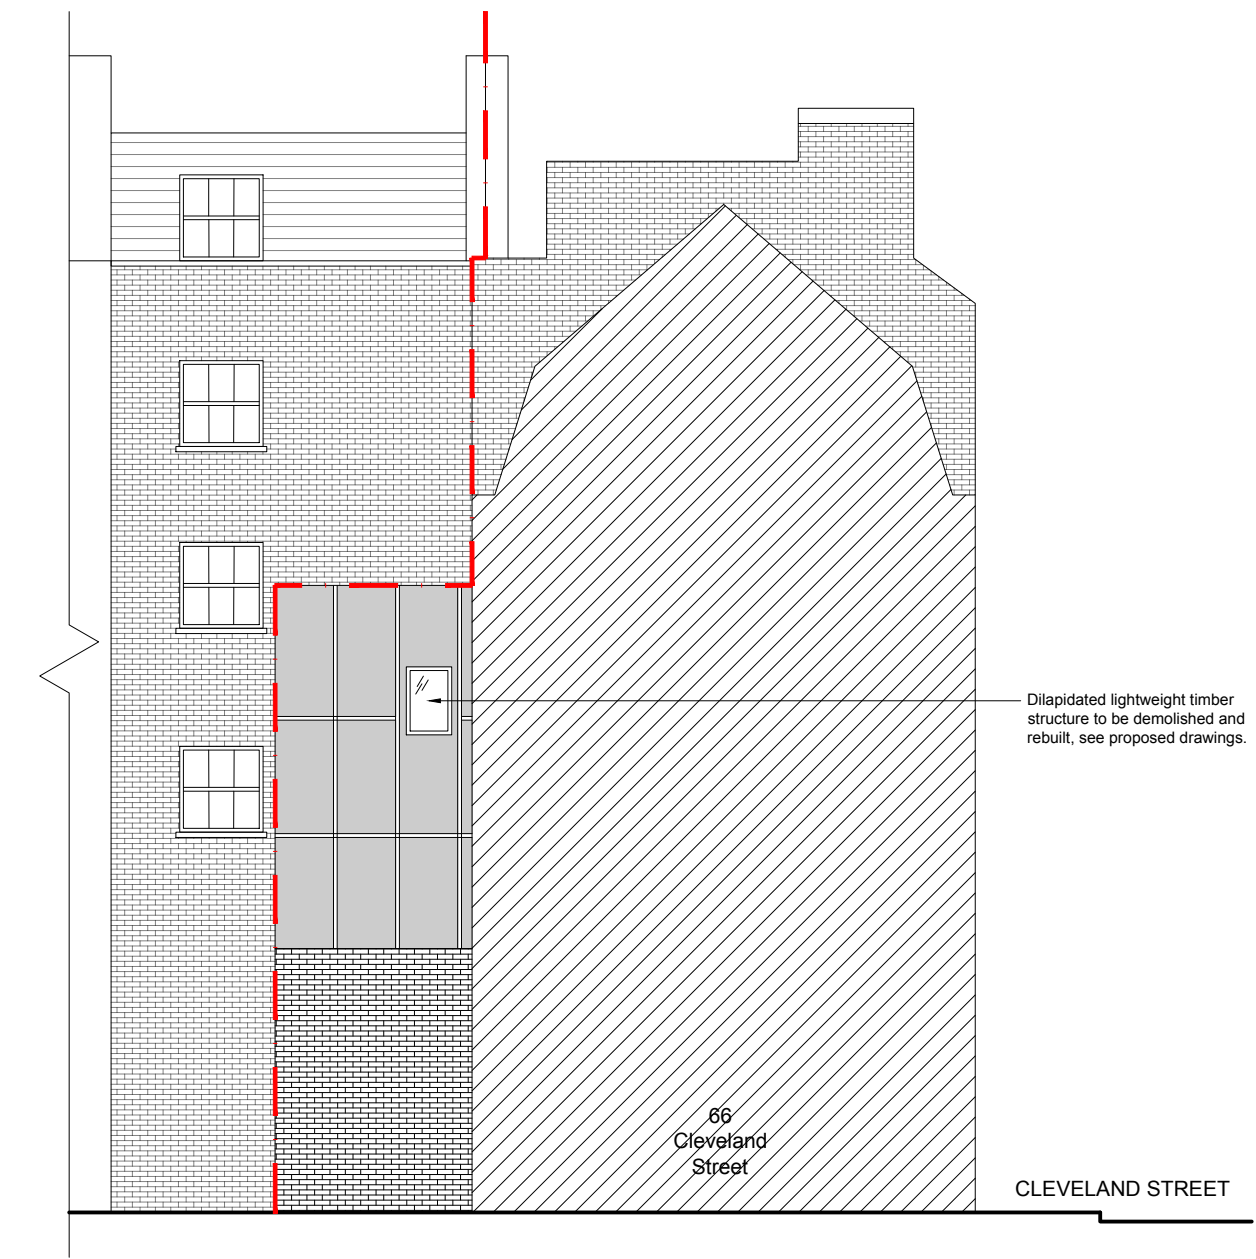 Dilapidated lightweight timber
structure to be demolished and
rebuilt, see proposed drawings.
66
Cleveland
Street
CLEVELAND STREET